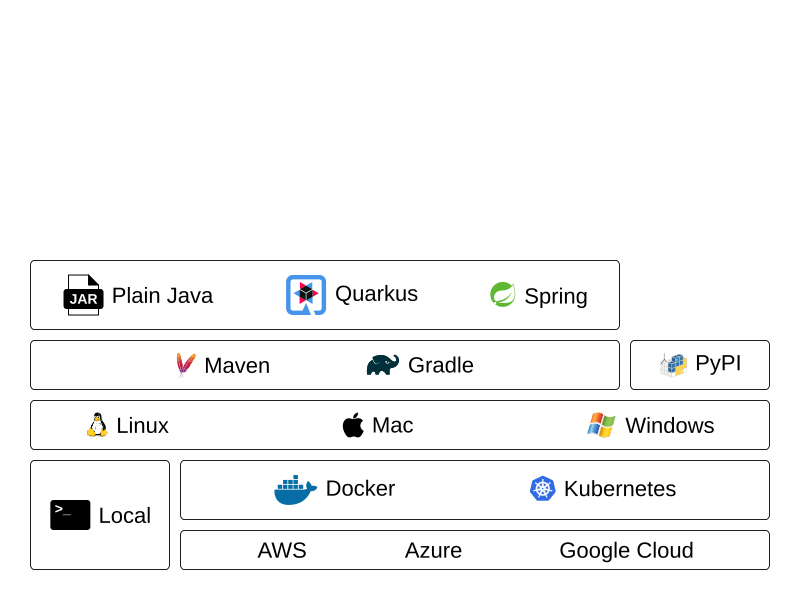 JAR Plain Java Quarkus Spring
Maven Gradle PyPI
Linux Mac Windows
>_ Local Docker Kubernetes
AWS Azure Google Cloud